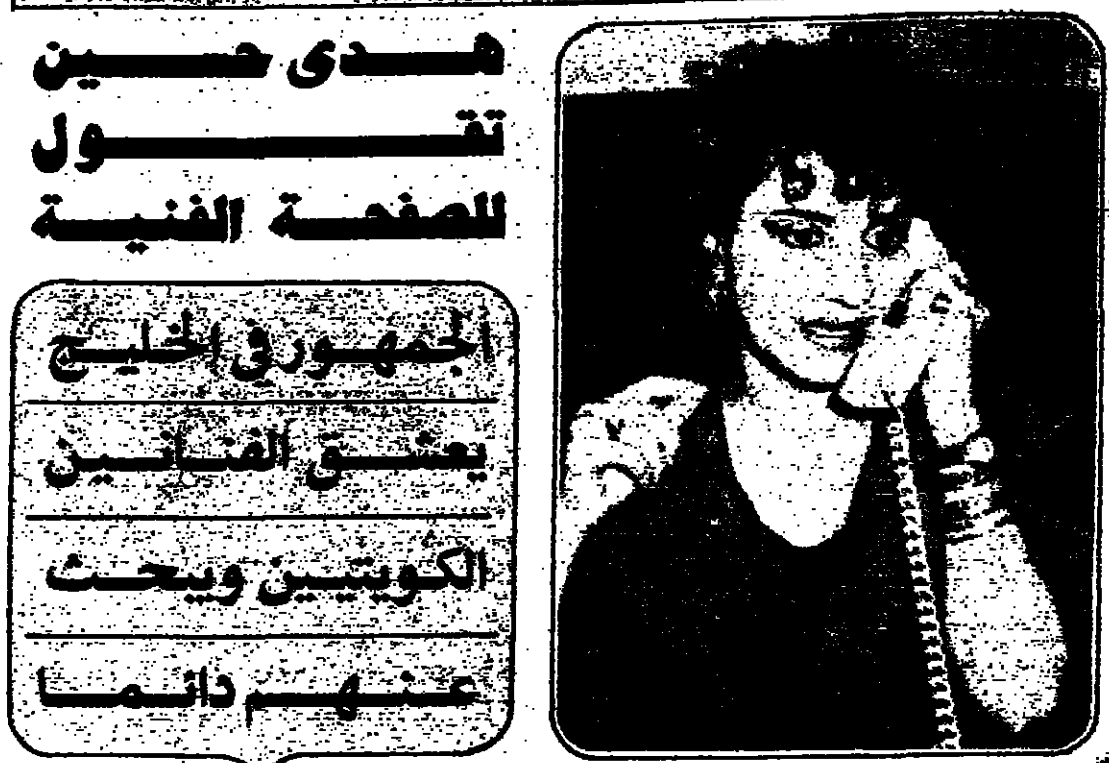 هدى حسين
تقول
للصفحة الفنية
الجمهور في الخليج
يعشق الفنانين
الكويتيين ويبحث
عنهم دائما